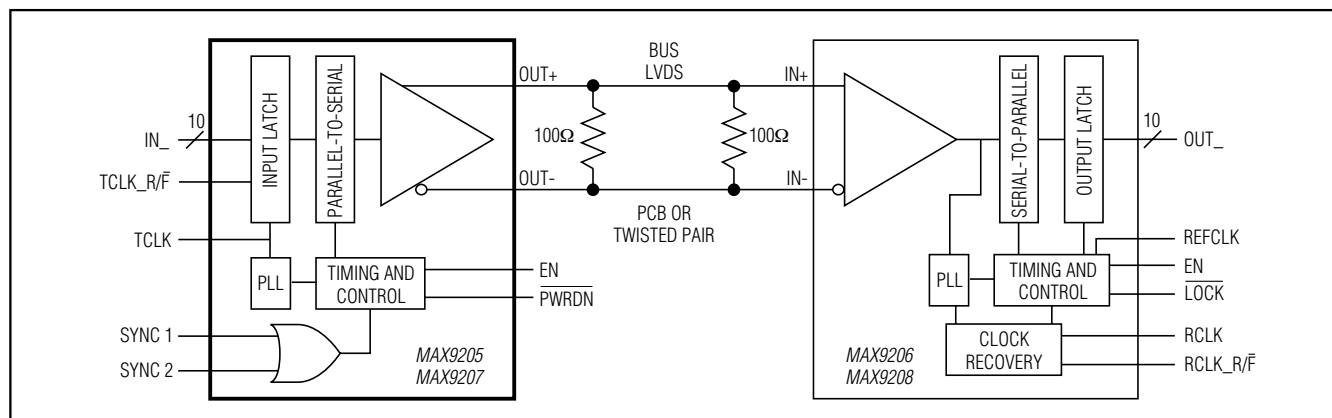 10
IN_
TCLK_R/F̅
TCLK
SYNC 1
SYNC 2
INPUT LATCH
PARALLEL-TO-SERIAL
PLL
TIMING AND
CONTROL
EN
P̅W̅R̅D̅N̅
MAX9205
MAX9207
OUT+
OUT-
BUS
LVDS
100Ω
100Ω
PCB OR
TWISTED PAIR
IN+
IN-
SERIAL-TO-PARALLEL
OUTPUT LATCH
PLL
TIMING AND
CONTROL
CLOCK
RECOVERY
MAX9206
MAX9208
10
OUT_
REFCLK
EN
L̅O̅C̅K̅
RCLK
RCLK_R/F̅